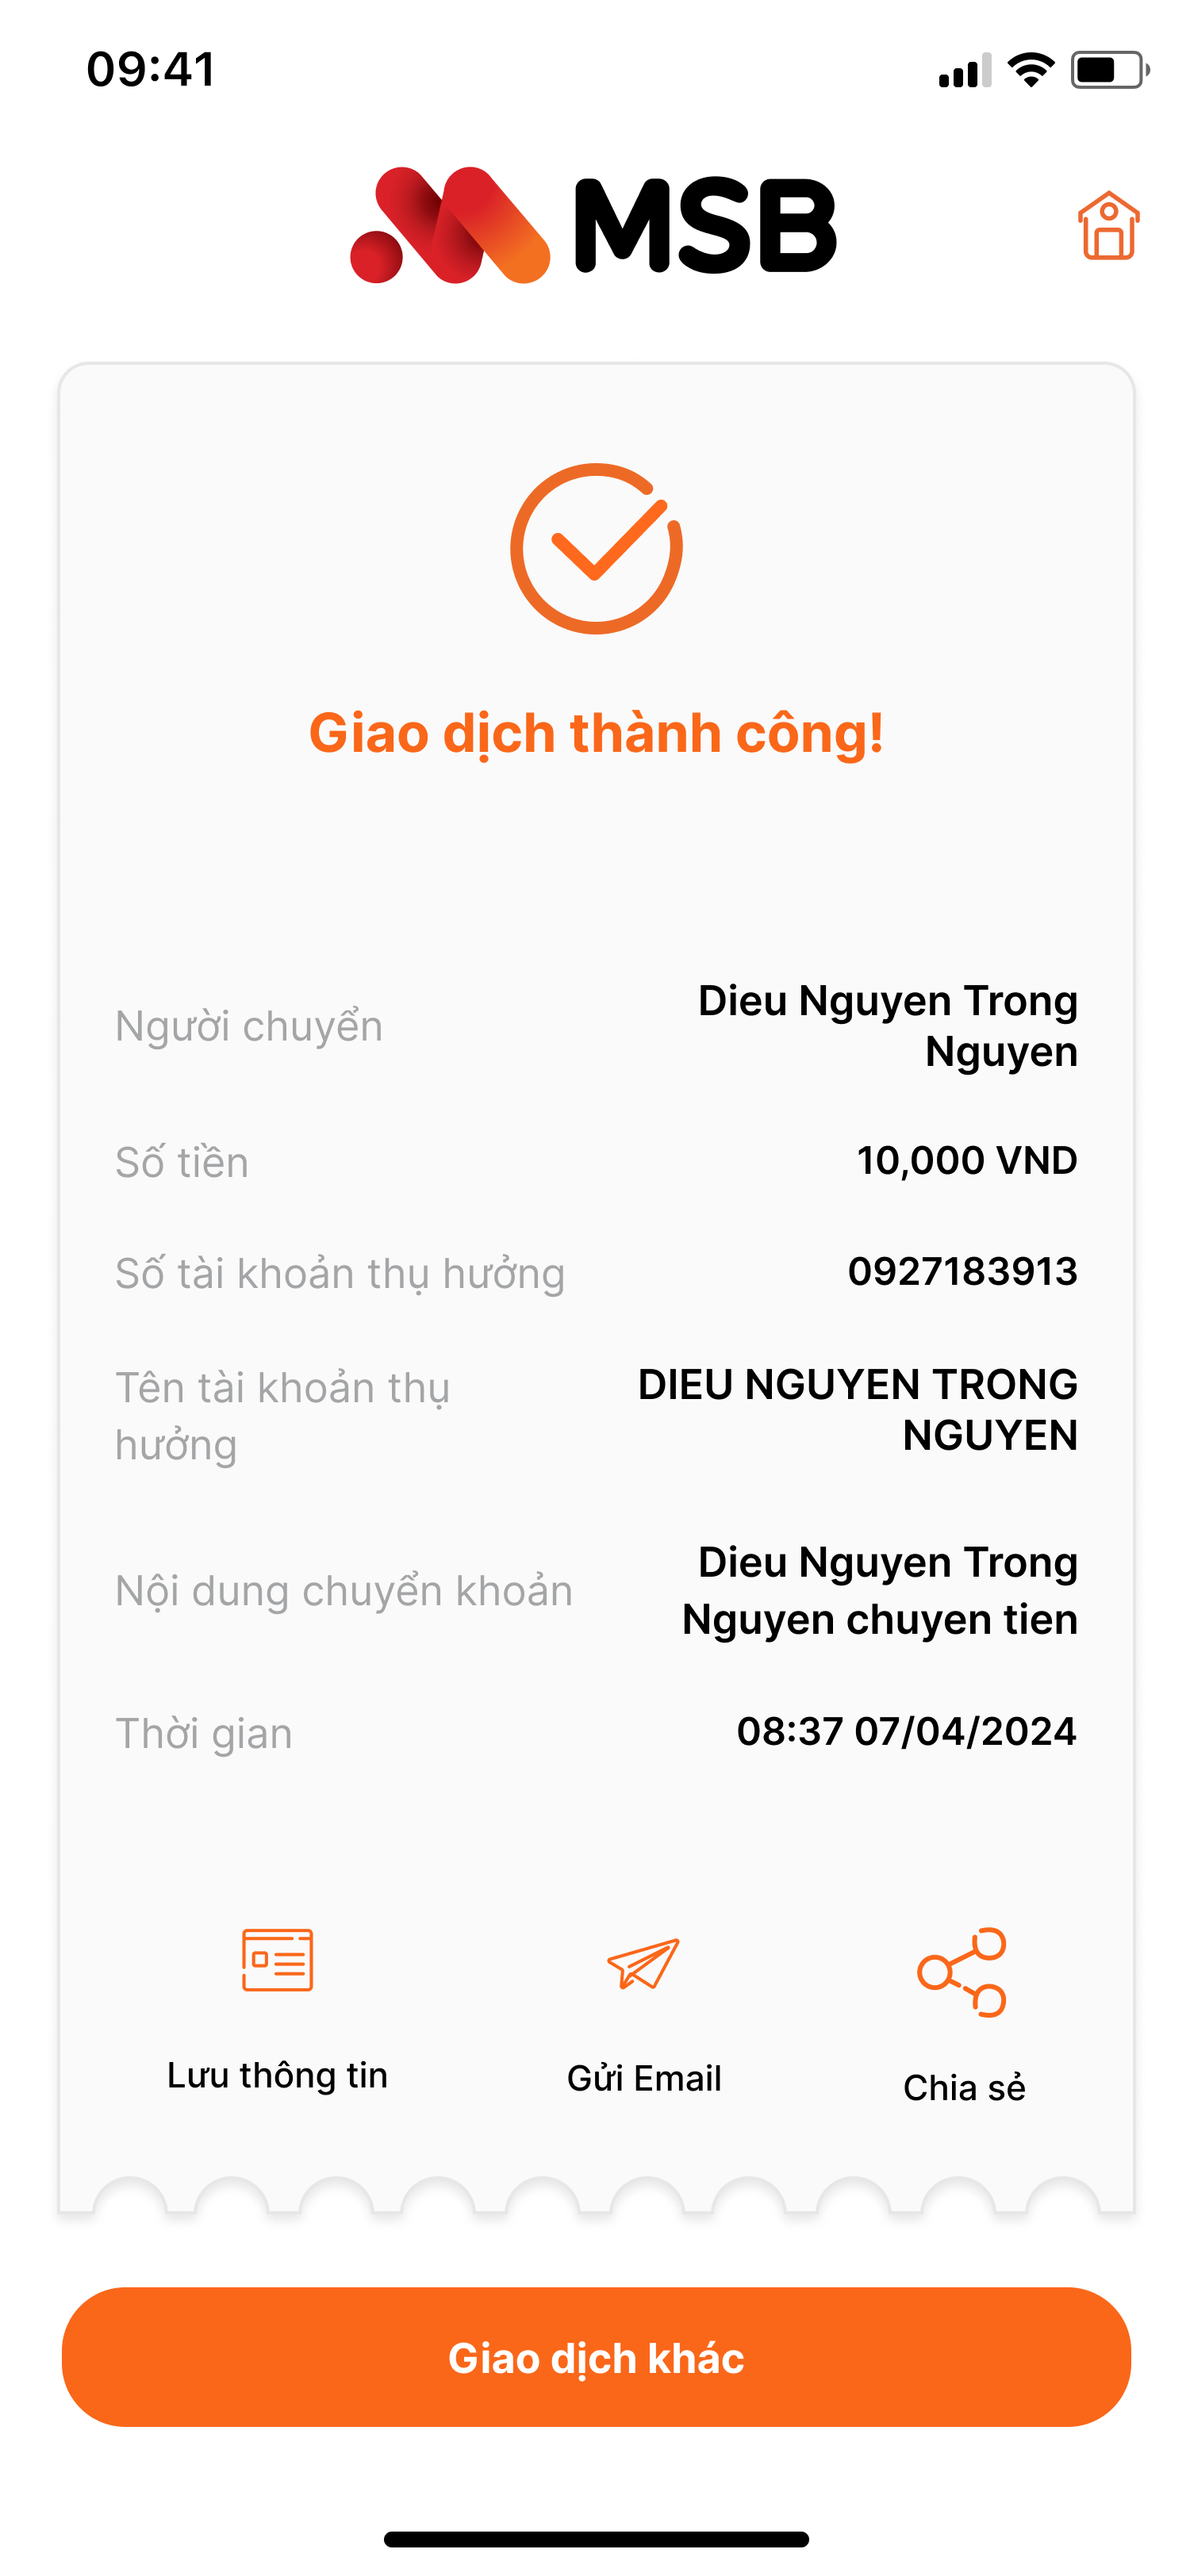 09:41
MSB
Giao dịch thành công!
Người chuyển
Dieu Nguyen Trong
Nguyen
Số tiền
10,000 VND
Số tài khoản thụ hưởng
0927183913
Tên tài khoản thụ
hưởng
DIEU NGUYEN TRONG
NGUYEN
Nội dung chuyển khoản
Dieu Nguyen Trong
Nguyen chuyen tien
Thời gian
08:37 07/04/2024
Lưu thông tin
Gửi Email
Chia sẻ
Giao dịch khác